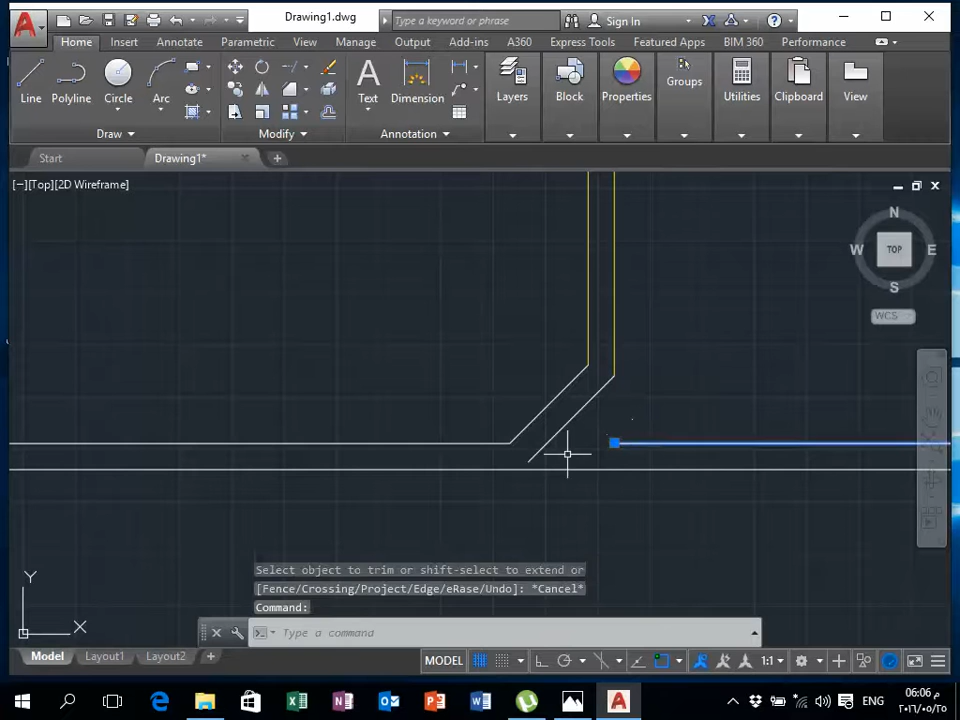 Drawing1.dwg
Type a keyword or phrase
Sign In
Home Insert Annotate Parametric View Manage Output Add-ins A360 Express Tools Featured Apps BIM 360 Performance
Line Polyline Circle Arc Text Dimension Layers Block Properties Groups Utilities Clipboard View
Draw Modify Annotation
Start Drawing1*
[−][Top][2D Wireframe]
N
W TOP E
S
WCS
Select object to trim or shift-select to extend or
[Fence/Crossing/Project/Edge/eRase/Undo]: *Cancel*
Command:
Type a command
Y
X
Model Layout1 Layout2
MODEL 1:1
ENG
06:06 م